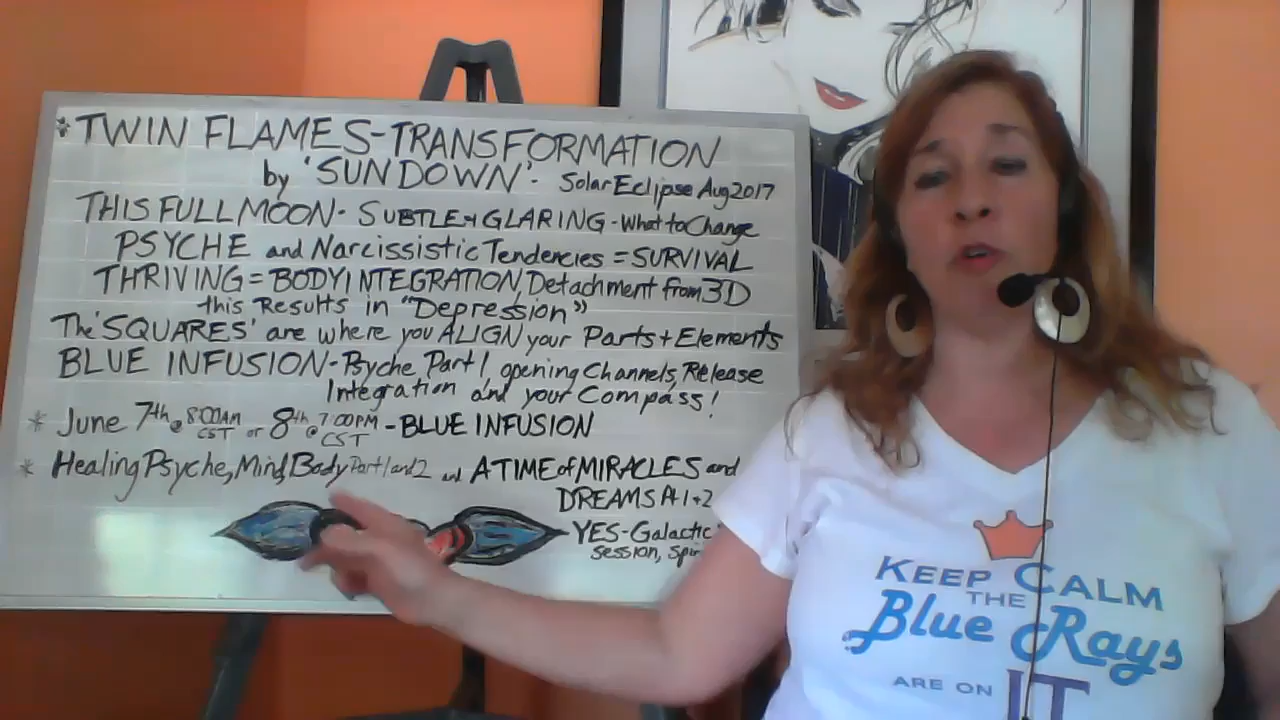 * TWIN FLAMES - TRANSFORMATION
by 'SUNDOWN' - Solar Eclipse Aug 2017
THIS FULL MOON - SUBTLE + GLARING - What to Change
PSYCHE and Narcissistic Tendencies = SURVIVAL
THRIVING = BODY INTEGRATION, Detachment from 3D
this Results in "Depression"
The 'SQUARES' are where you ALIGN your Parts + Elements
BLUE INFUSION - Psyche Part 1, opening Channels, Release
Integration and your Compass!
* June 7th @ 8:00AM CST or 8th @ 7:00PM CST - BLUE INFUSION
* Healing Psyche, Mind Body Part 1 and 2 and A TIME of MIRACLES and
DREAMS Pt 1+2
YES - Galactic
session,
KEEP CALM
THE
Blue Rays
ARE ON IT